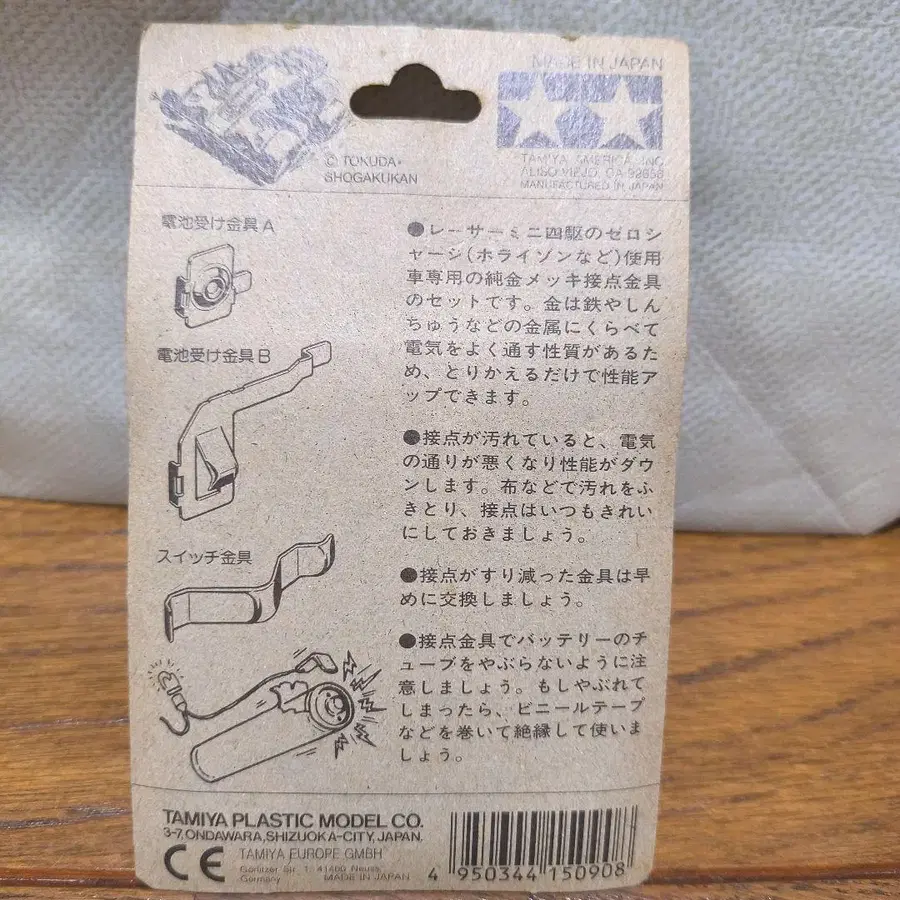 MADE IN JAPAN
© TOKUDA・
SHOGAKUKAN
TAMIYA AMERICA, INC.
ALISO VIEJO, CA 92656
MANUFACTURED IN JAPAN
電池受け金具A
電池受け金具B
スイッチ金具
●レーサーミニ四駆のゼロシ
ャーシ(ホライゾンなど)使用
車専用の純金メッキ接点金具
のセットです。金は鉄やしん
ちゅうなどの金属にくらべて
電気をよく通す性質があるた
め、とりかえるだけで性能ア
ップできます。
●接点が汚れていると、電気
の通りが悪くなり性能がダウ
ンします。布などで汚れをふ
きとり、接点はいつもきれい
にしておきましょう。
●接点がすり減った金具は早
めに交換しましょう。
●接点金具でバッテリーのチ
ューブをやぶらないように注
意しましょう。もしやぶれて
しまったら、ビニールテープ
などを巻いて絶縁して使いま
しょう。
TAMIYA PLASTIC MODEL CO.
3-7, ONDAWARA, SHIZUOKA-CITY, JAPAN.
CE
TAMIYA EUROPE GMBH
Görlitzer Str. 1, 41460 Neuss,
Germany
MADE IN JAPAN
4 950344 150908